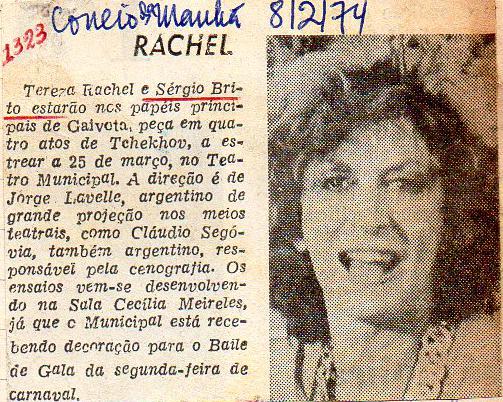 Correio da Manhã 8/2/74
1323
RACHEL
Tereza Rachel e Sérgio Bri-
to estarão nos papéis princi-
pais de Gaivota, peça em qua-
tro atos de Tchekhov, a es-
trear a 25 de março, no Tea-
tro Municipal. A direção é de
Jorge Lavelle, argentino de
grande projeção nos meios
teatrais, como Cláudio Segó-
via, também argentino, res-
ponsável pela cenografia. Os
ensaios vem-se desenvolven-
do na Sala Cecília Meireles,
já que o Municipal está rece-
bendo decoração para o Baile
de Gala da segunda-feira de
carnaval.